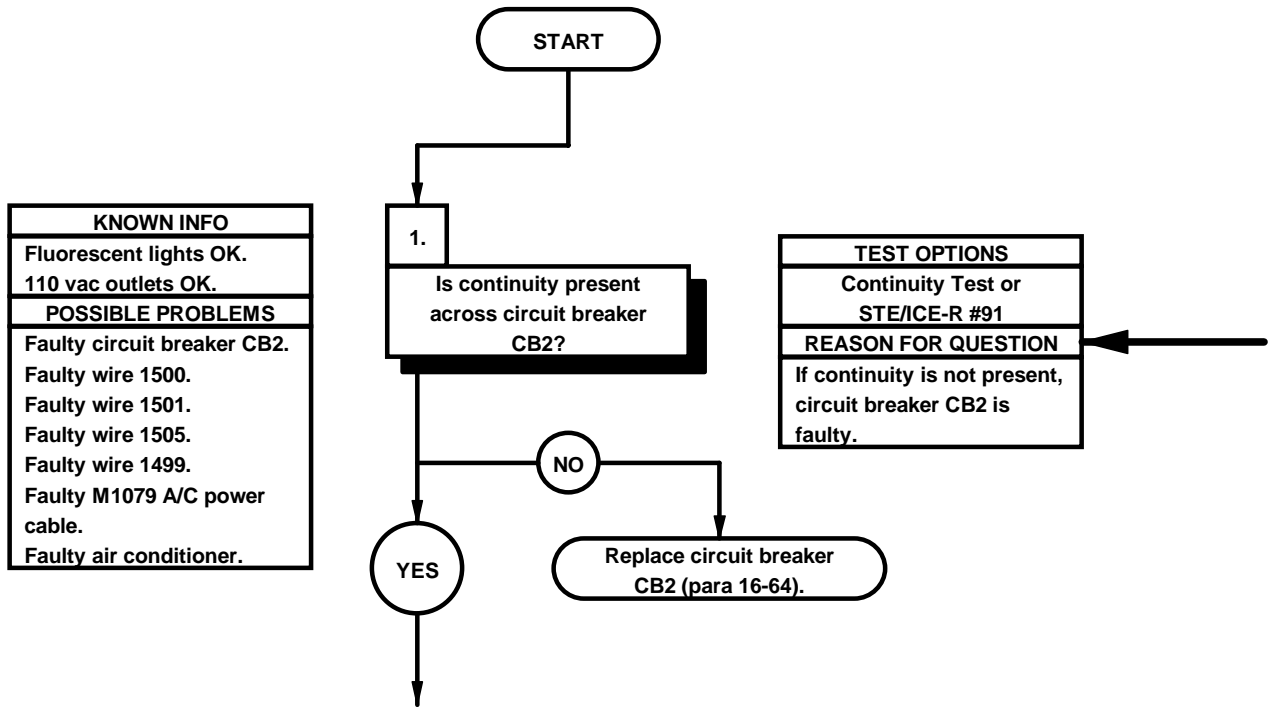 START
KNOWN INFO
Fluorescent lights OK.
110 vac outlets OK.
POSSIBLE PROBLEMS
Faulty circuit breaker CB2.
Faulty wire 1500.
Faulty wire 1501.
Faulty wire 1505.
Faulty wire 1499.
Faulty M1079 A/C power
cable.
Faulty air conditioner.
1.
Is continuity present
across circuit breaker
CB2?
TEST OPTIONS
Continuity Test or
STE/ICE-R #91
REASON FOR QUESTION
If continuity is not present,
circuit breaker CB2 is
faulty.
NO
YES
Replace circuit breaker
CB2 (para 16-64).